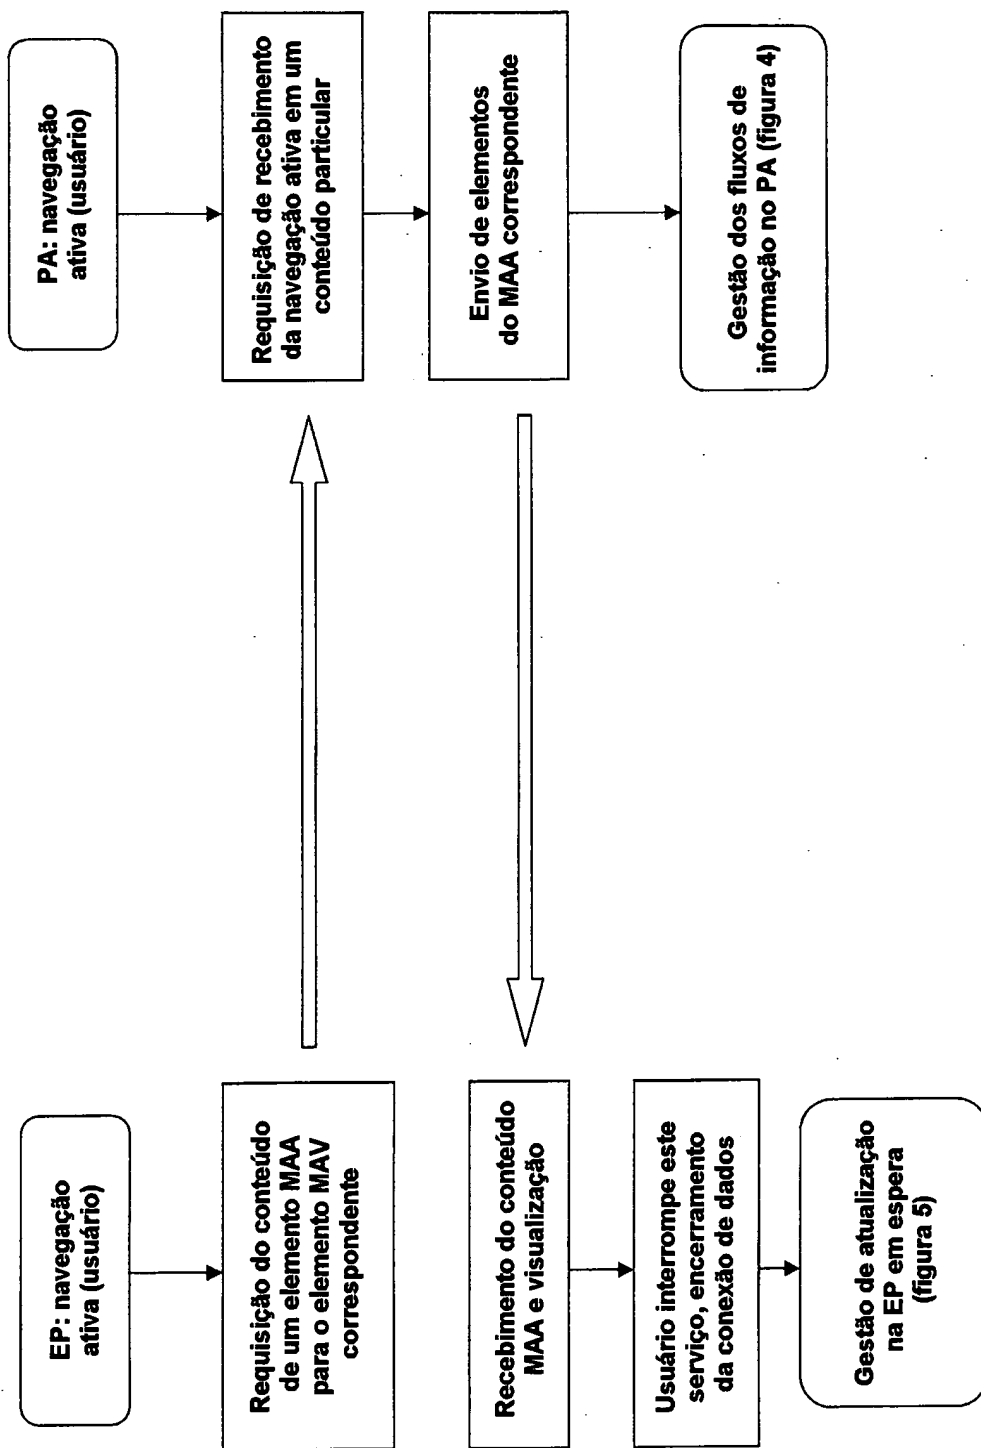 EP: navegação
ativa (usuário)
Requisição do conteúdo
de um elemento MAA
para o elemento MAV
correspondente
Recebimento do conteúdo
MAA e visualização
Usuário interrompe este
serviço, encerramento
da conexão de dados
Gestão de atualização
na EP em espera
(figura 5)
PA: navegação
ativa (usuário)
Requisição de recebimento
da navegação ativa em um
conteúdo particular
Envio de elementos
do MAA correspondente
Gestão dos fluxos de
informação no PA (figura 4)